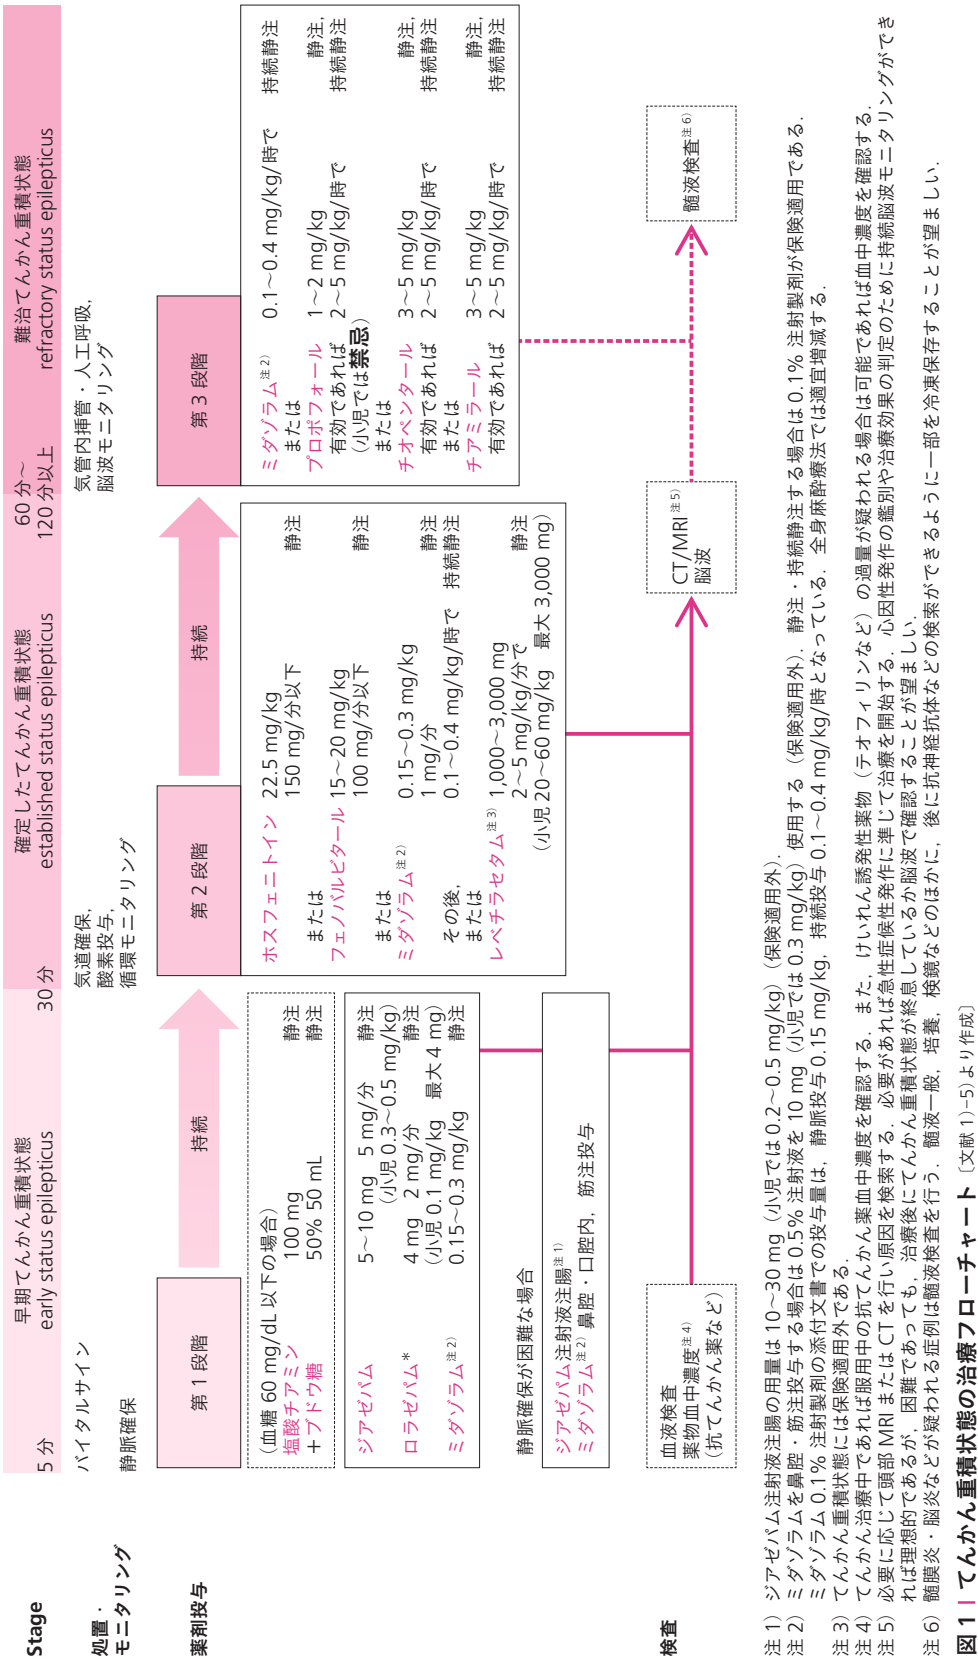 Stage
5 分
早期てんかん重積状態
early status epilepticus
30 分
確定したてんかん重積状態
established status epilepticus
60 分～
120 分以上
難治てんかん重積状態
refractory status epilepticus
処置・
モニタリング
バイタルサイン
静脈確保
気道確保,
酸素投与,
循環モニタリング
気管内挿管・人工呼吸,
脳波モニタリング
薬剤投与
第 1 段階
持続
第 2 段階
持続
第 3 段階
（血糖 60 mg/dL 以下の場合）
塩酸チアミン 100 mg 静注
＋ブドウ糖 50% 50 mL 静注
ジアゼパム 5～10 mg 5 mg/分 静注
（小児 0.3～0.5 mg/kg）
ロラゼパム* 4 mg 2 mg/分 静注
（小児 0.1 mg/kg 最大 4 mg）
ミダゾラム注 2） 0.15～0.3 mg/kg 静注
静脈確保が困難な場合
ジアゼパム注射液注腸注 1）
ミダゾラム注 2）鼻腔・口腔内，筋注投与
ホスフェニトイン 22.5 mg/kg
150 mg/分以下 静注
または
フェノバルビタール 15～20 mg/kg
100 mg/分以下 静注
または
ミダゾラム注 2） 0.15～0.3 mg/kg
1 mg/分 静注
その後， 0.1～0.4 mg/kg/時で 持続静注
または
レベチラセタム注 3） 1,000～3,000 mg
2～5 mg/kg/分で 静注
（小児 20～60 mg/kg 最大 3,000 mg）
ミダゾラム注 2） 0.1～0.4 mg/kg/時で 持続静注
または
プロポフォール 1～2 mg/kg 静注,
有効であれば 2～5 mg/kg/時で 持続静注
（小児では禁忌）
または
チオペンタール 3～5 mg/kg 静注,
有効であれば 2～5 mg/kg/時で 持続静注
または
チアミラール 3～5 mg/kg 静注,
有効であれば 2～5 mg/kg/時で 持続静注
検査
血液検査
薬物血中濃度注 4）
（抗てんかん薬など）
CT/MRI注 5）
脳波
髄液検査注 6）
注 1） ジアゼパム注射液注腸の用量は 10～30 mg（小児では 0.2～0.5 mg/kg）（保険適用外）．
注 2） ミダゾラムを鼻腔・筋注投与する場合は 0.5% 注射液を 10 mg（小児では 0.3 mg/kg）使用する（保険適用外）．静注・持続静注する場合は 0.1% 注射製剤が保険適用である．
ミダゾラム 0.1% 注射製剤の添付文書での投与量は，静脈投与 0.15 mg/kg，持続投与 0.1～0.4 mg/kg/時となっている．全身麻酔療法では適宜増減する．
注 3） てんかん重積状態には保険適用外である．
注 4） てんかん治療中であれば服用中の抗てんかん薬血中濃度を確認する．また，けいれん誘発性薬物（テオフィリンなど）の過量が疑われる場合は可能であれば血中濃度を確認する．
注 5） 必要に応じて頭部 MRI または CT を行い原因を検索する．必要があれば急性症候性発作に準じて治療を開始する．心因性発作の鑑別や治療効果の判定のために持続脳波モニタリングができ
れば理想的であるが，困難であっても，治療後にてんかん重積状態が終息しているか脳波で確認することが望ましい．
注 6） 髄膜炎・脳炎などが疑われる症例は髄液検査を行う．髄液一般，培養，検鏡などのほかに，後に抗神経抗体などの検索ができるように一部を冷凍保存することが望ましい．
図 1｜てんかん重積状態の治療フローチャート［文献 1）-5）より作成］